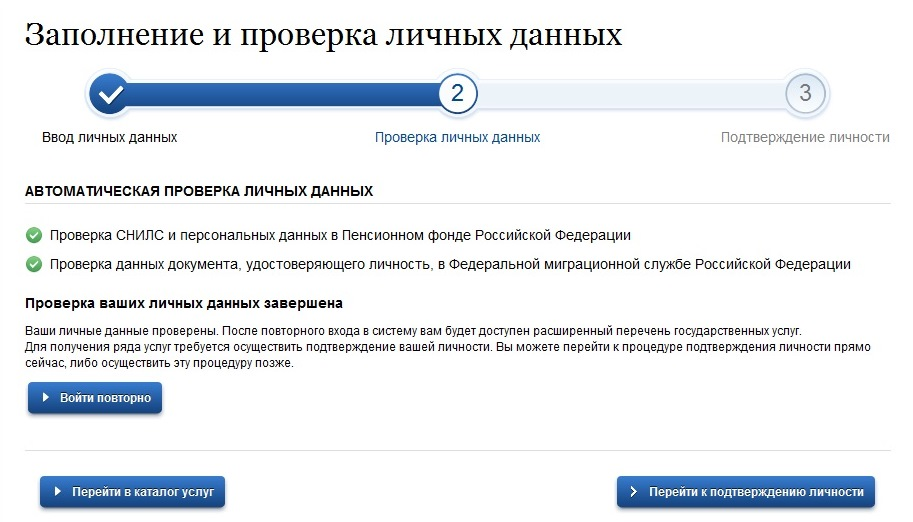 Заполнение и проверка личных данных
2
3
Ввод личных данных
Проверка личных данных
Подтверждение личности
АВТОМАТИЧЕСКАЯ ПРОВЕРКА ЛИЧНЫХ ДАННЫХ
Проверка СНИЛС и персональных данных в Пенсионном фонде Российской Федерации
Проверка данных документа, удостоверяющего личность, в Федеральной миграционной службе Российской Федерации
Проверка ваших личных данных завершена
Ваши личные данные проверены. После повторного входа в систему вам будет доступен расширенный перечень государственных услуг.
Для получения ряда услуг требуется осуществить подтверждение вашей личности. Вы можете перейти к процедуре подтверждения личности прямо
сейчас, либо осуществить эту процедуру позже.
Войти повторно
Перейти в каталог услуг
Перейти к подтверждению личности